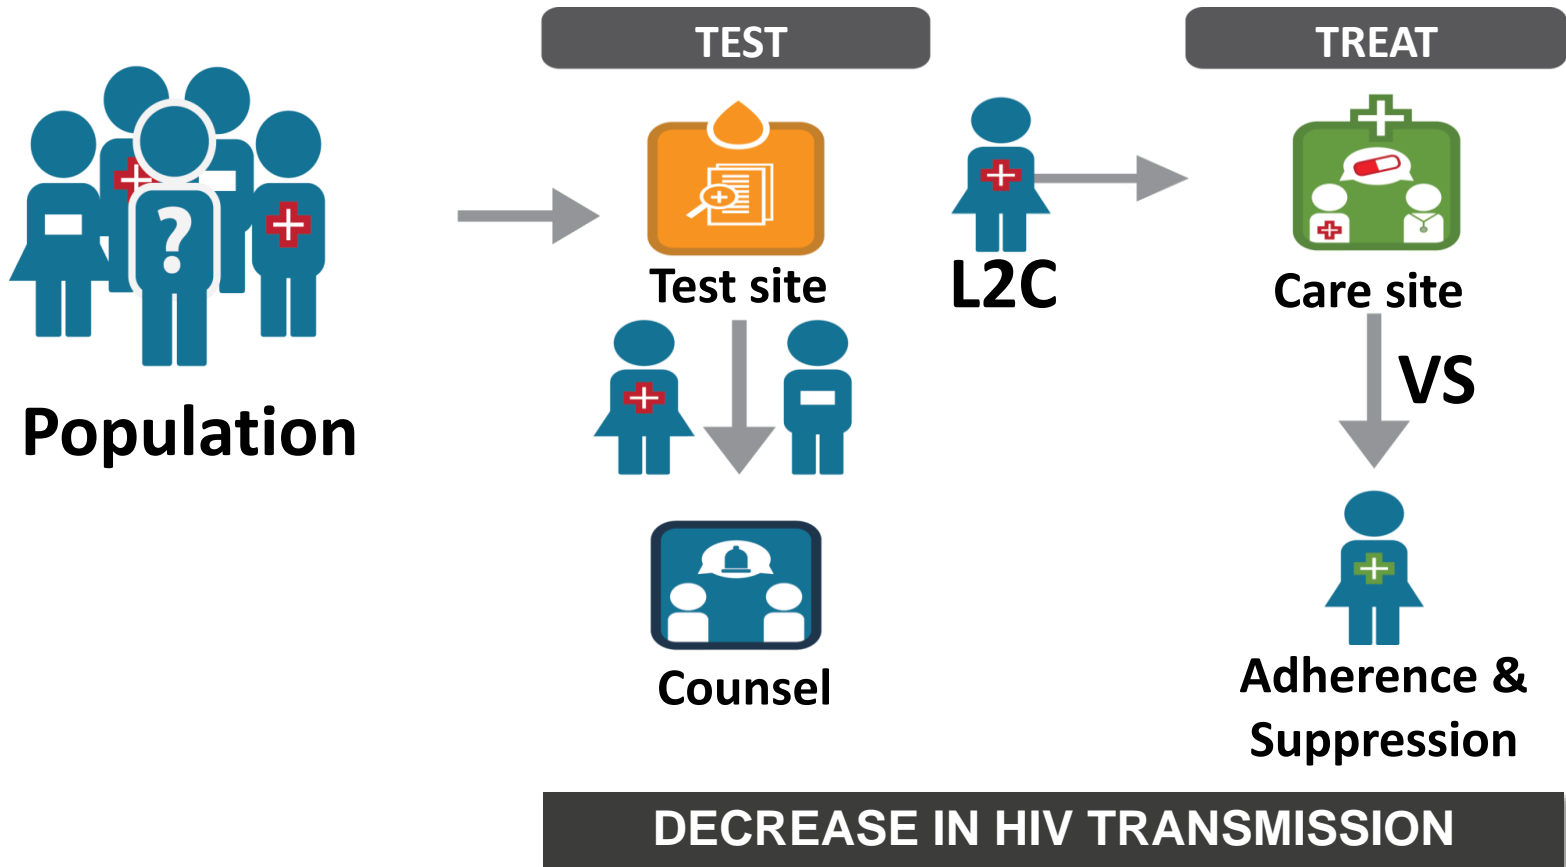 TEST
TREAT
?
Test site
L2C
Care site
VS
Population
Counsel
Adherence &
Suppression
DECREASE IN HIV TRANSMISSION